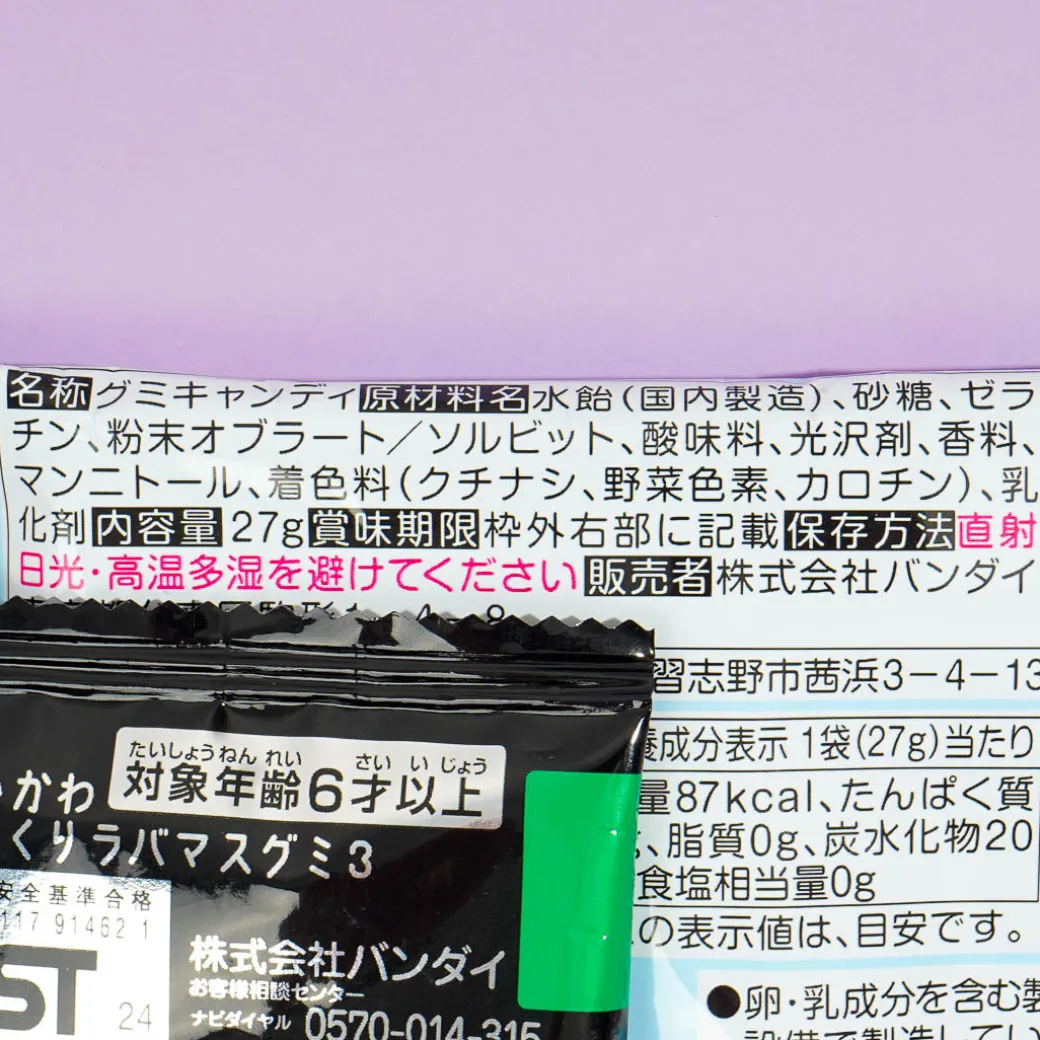 名称グミキャンディ原材料名水飴（国内製造）、砂糖、ゼラ
チン、粉末オブラート／ソルビット、酸味料、光沢剤、香料、
マンニトール、着色料（クチナシ、野菜色素、カロチン）、乳
化剤内容量27g賞味期限枠外右部に記載保存方法直射
日光・高温多湿を避けてください販売者株式会社バンダイ
習志野市茜浜3−4−13
養成分表示 1袋（27g）当たり
量87kcal、たんぱく質
g、脂質0g、炭水化物20
食塩相当量0g
の表示値は、目安です。
●卵・乳成分を含む製
設備で製造してい
たいしょうねんれい さいいじょう
対象年齢6才以上
かわ
くりラバマスグミ3
安全基準合格
117 91462 1
ST
24
株式会社バンダイ
お客様相談センター
ナビダイヤル 0570-014-315